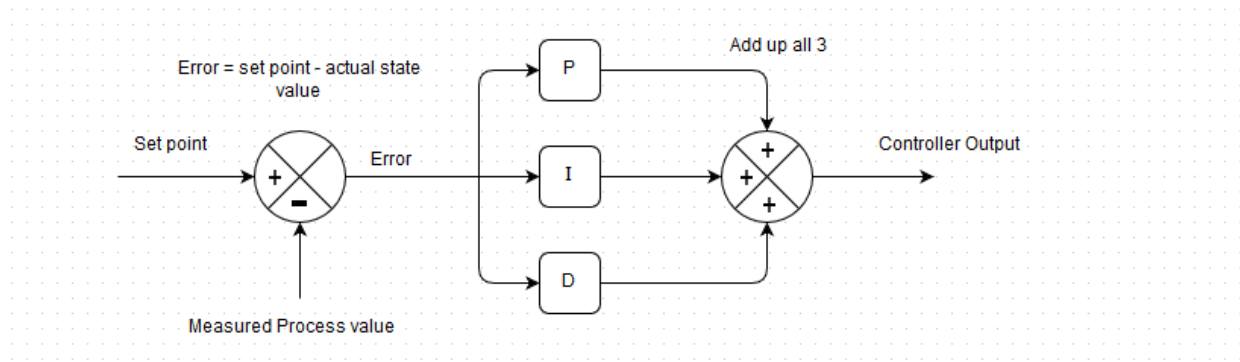 Error = set point - actual state
value
Set point
+
-
Error
Measured Process value
P
I
D
Add up all 3
+
+
+
Controller Output